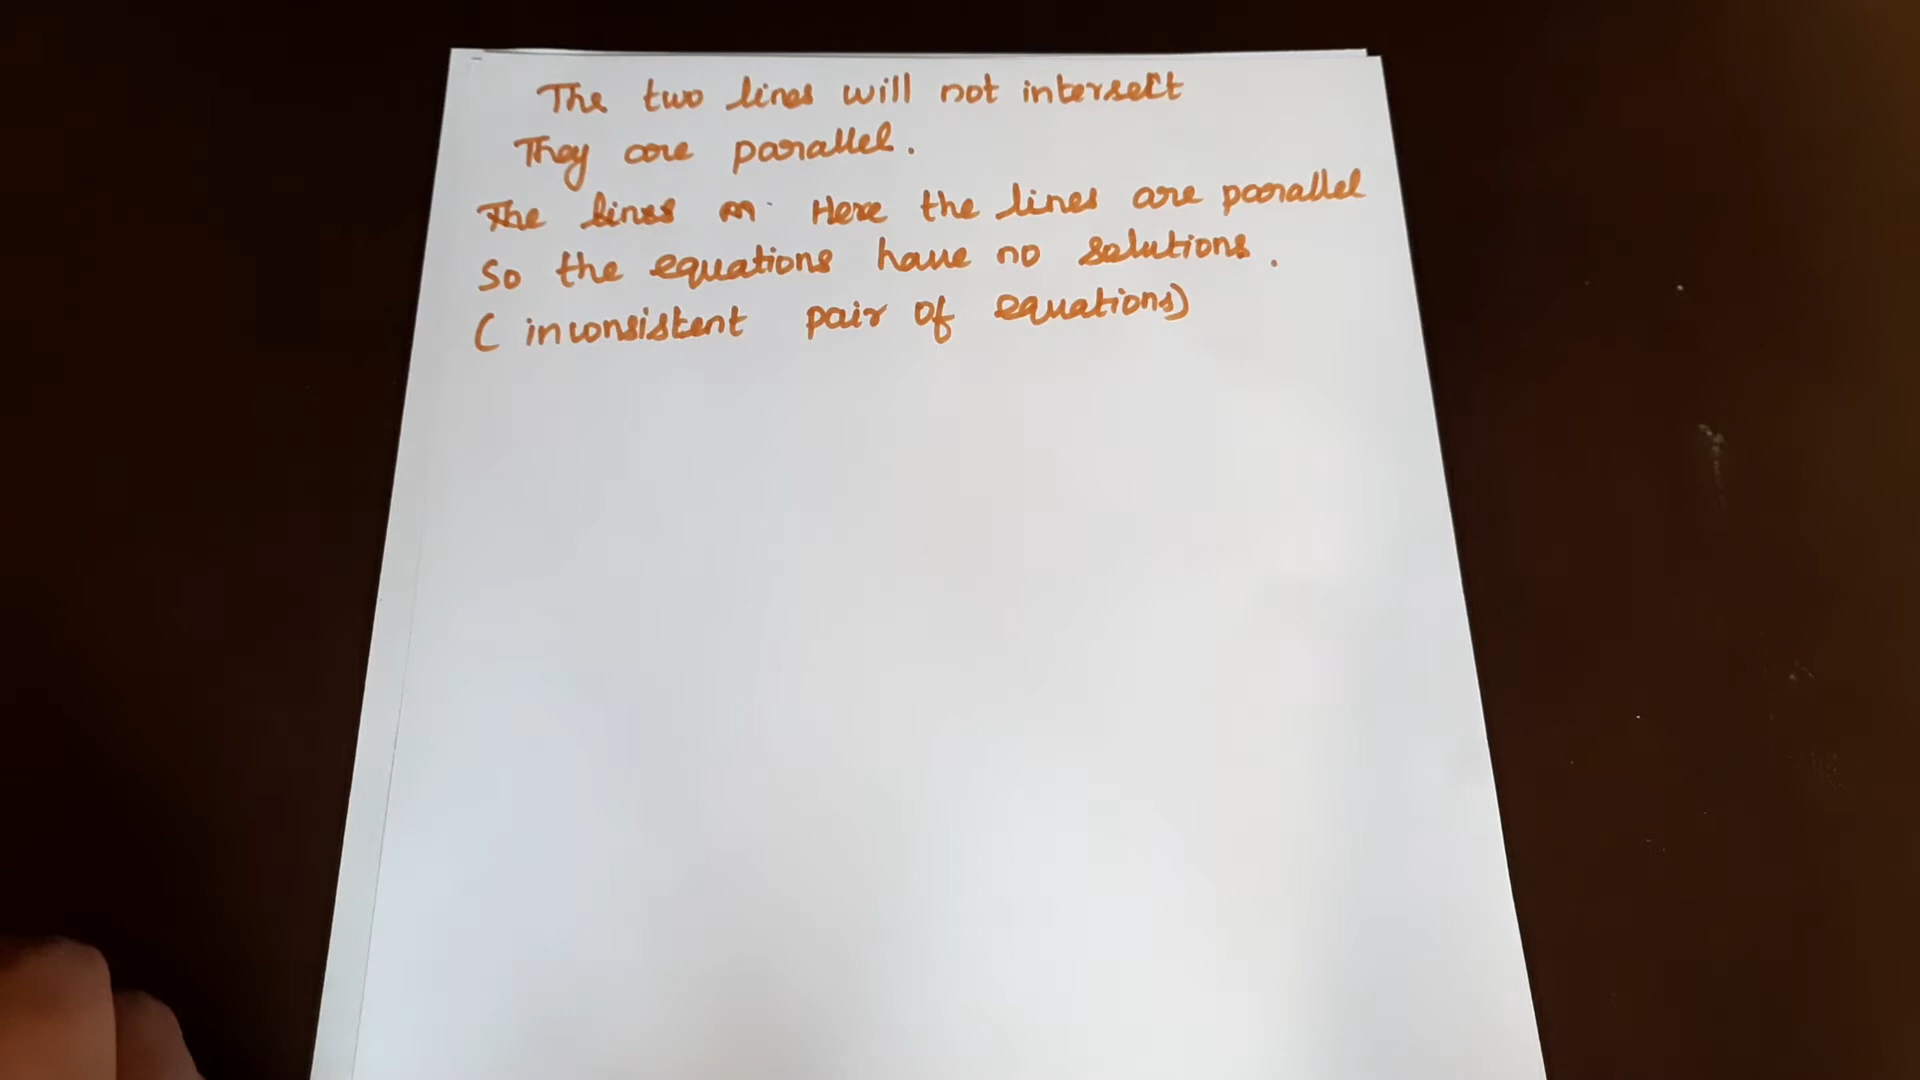 The two lines will not intersect
They are parallel.
The lines m. Here the lines are parallel
So the equations have no solutions.
(inconsistent pair of equations)